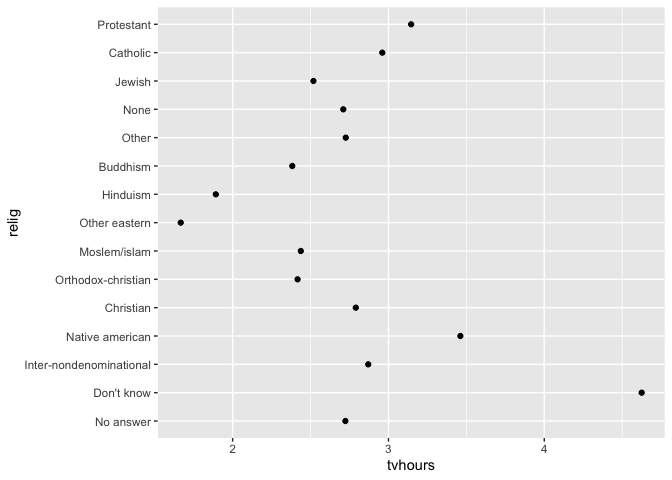 Protestant
Catholic
Jewish
None
Other
Buddhism
Hinduism
Other eastern
Moslem/islam
Orthodox-christian
Christian
Native american
Inter-nondenominational
Don't know
No answer
relig
2 3 4
tvhours